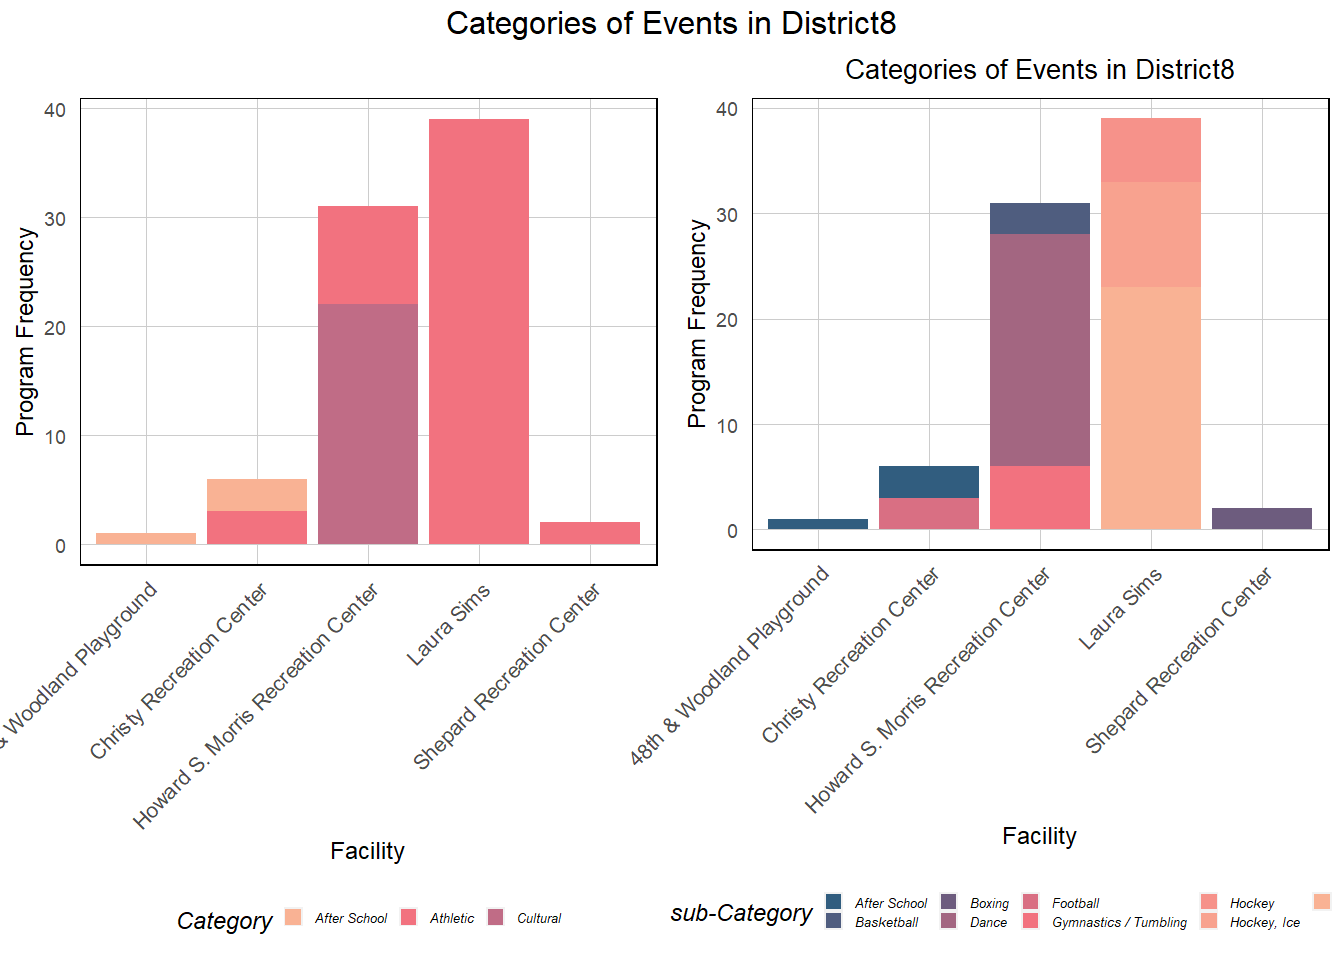 Categories of Events in District8
Categories of Events in District8
Program Frequency
40
30
20
10
0
& Woodland Playground
Christy Recreation Center
Howard S. Morris Recreation Center
Laura Sims
Shepard Recreation Center
Facility
Category
After School
Athletic
Cultural
Program Frequency
40
30
20
10
0
48th & Woodland Playground
Christy Recreation Center
Howard S. Morris Recreation Center
Laura Sims
Shepard Recreation Center
Facility
sub-Category
After School
Basketball
Boxing
Dance
Football
Gymnastics / Tumbling
Hockey
Hockey, Ice